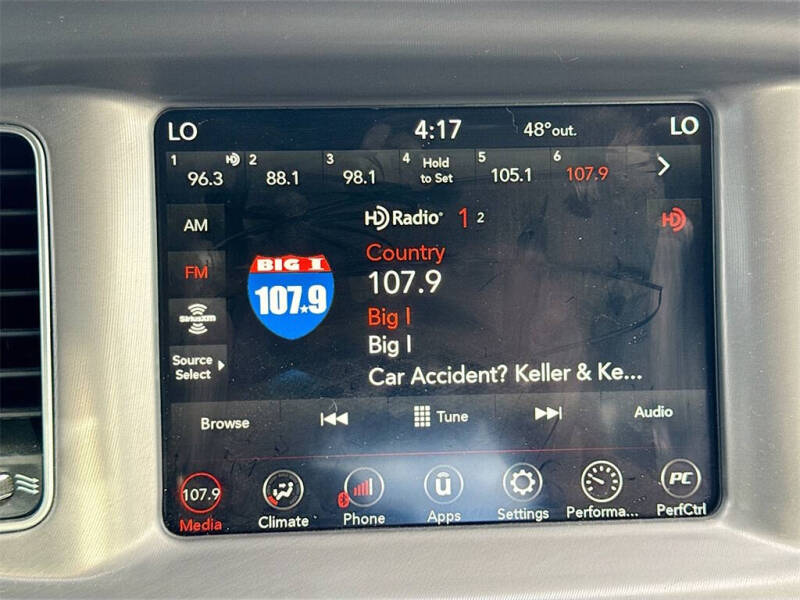 LO 4:17 48°out. LO
1 96.3 HD 2 88.1 3 98.1 4 Hold to Set 5 105.1 6 107.9
AM
HD Radio 1 2 HD
Country
FM
BIG I
107.9
107.9
Big I
SiriusXM
Big I
Source Select
Car Accident? Keller & Ke...
Browse Tune Audio
107.9 ū PC
Media Climate Phone Apps Settings Performa... PerfCtrl